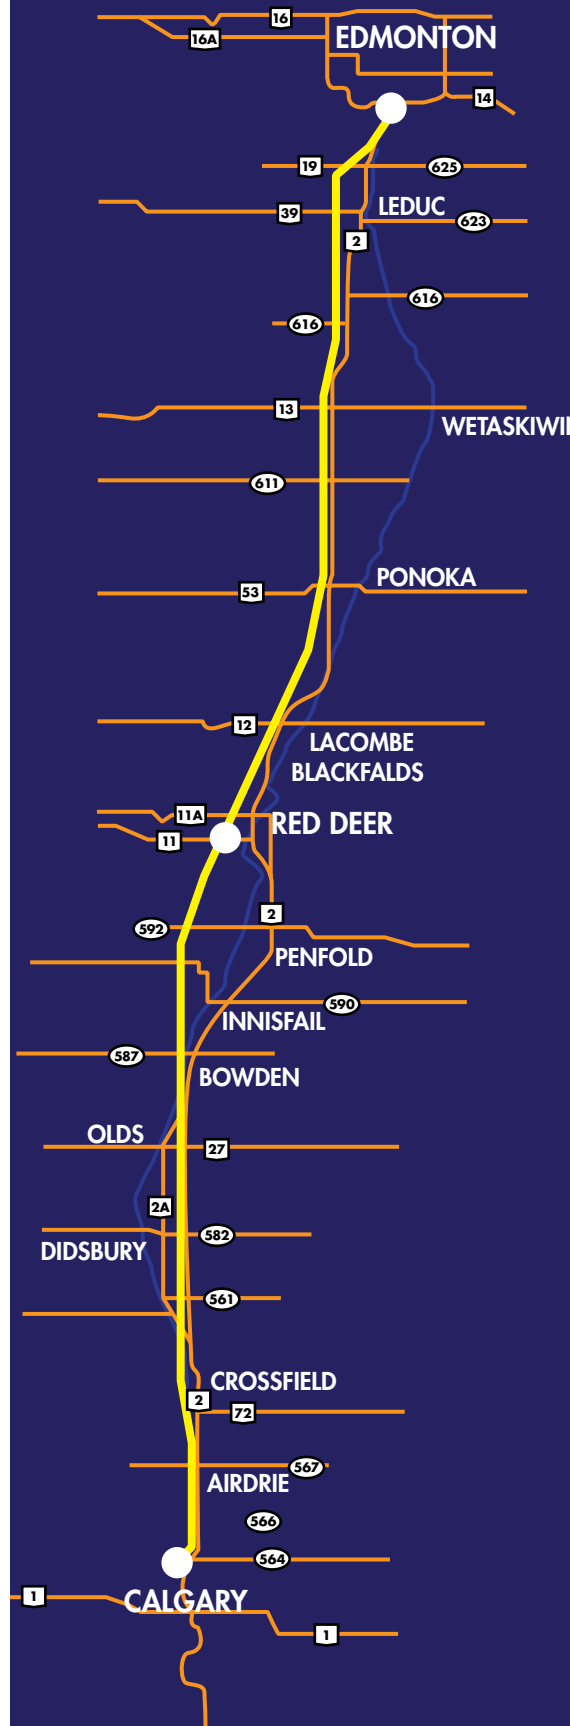 16
16A
EDMONTON
14
19
625
39
LEDUC
623
2
616
616
13
WETASKIWI
611
53
PONOKA
12
LACOMBE
BLACKFALDS
11A
RED DEER
11
2
592
PENFOLD
590
INNISFAIL
587
BOWDEN
OLDS
27
2A
582
DIDSBURY
561
CROSSFIELD
2
72
567
AIRDRIE
566
564
1
CALGARY
1